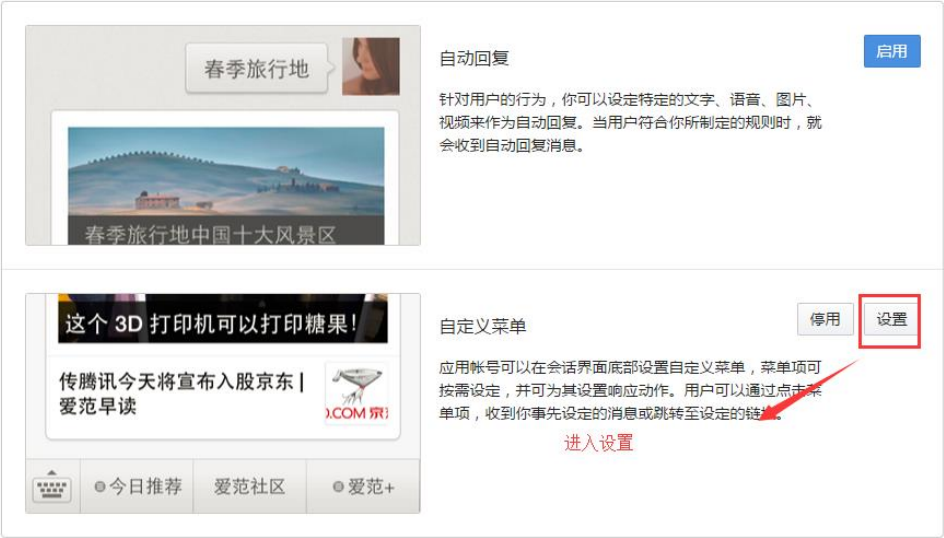 春季旅行地
春季旅行地中国十大风景区
自动回复
启用
针对用户的行为，你可以设定特定的文字、语音、图片、
视频来作为自动回复。当用户符合你所制定的规则时，就
会收到自动回复消息。
这个 3D 打印机可以打印糖果！
传腾讯今天将宣布入股京东 |
爱范早读
.COM 京
今日推荐
爱范社区
爱范+
自定义菜单
停用
设置
应用帐号可以在会话界面底部设置自定义菜单，菜单项可
按需设定，并可为其设置响应动作。用户可以通过点击菜
单项，收到你事先设定的消息或跳转至设定的链接。
进入设置